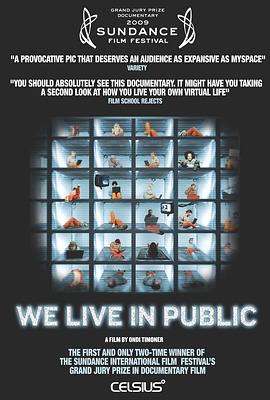 GRAND JURY PRIZE
DOCUMENTARY
2009
SUNDANCE
FILM FESTIVAL
"A PROVOCATIVE PIC THAT DESERVES AN AUDIENCE AS EXPANSIVE AS MYSPACE"
VARIETY
"YOU SHOULD ABSOLUTELY SEE THIS DOCUMENTARY. IT MIGHT HAVE YOU TAKING
A SECOND LOOK AT HOW YOU LIVE YOUR OWN VIRTUAL LIFE"
FILM SCHOOL REJECTS
WE LIVE IN PUBLIC
A FILM BY ONDI TIMONER
THE FIRST AND ONLY TWO-TIME WINNER OF
THE SUNDANCE INTERNATIONAL FILM FESTIVAL'S
GRAND JURY PRIZE IN DOCUMENTARY FILM
CELSIUS°